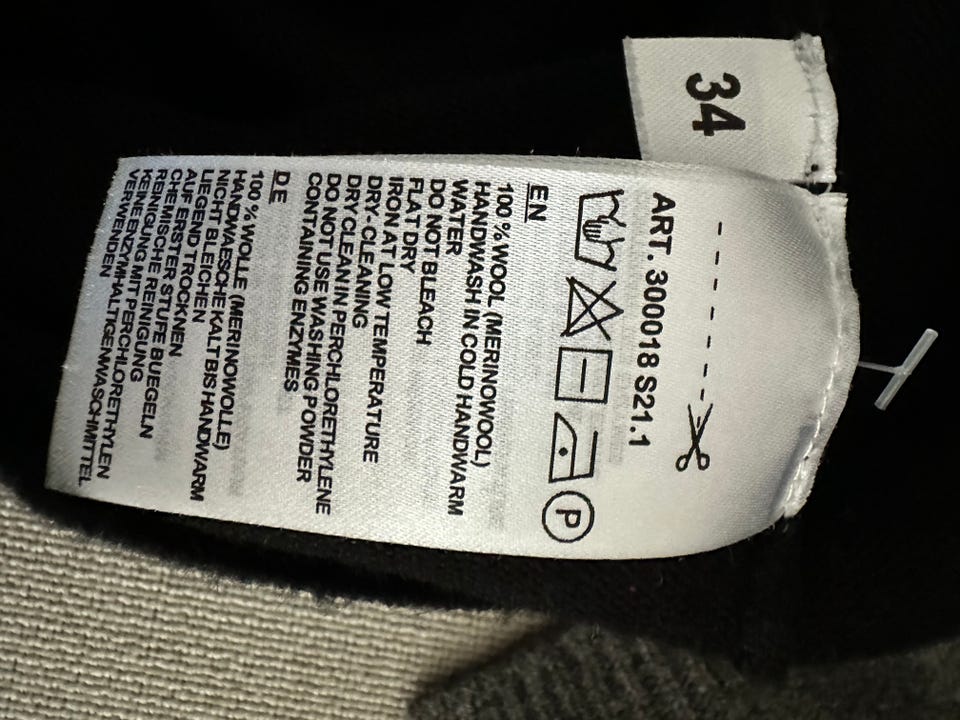 34
ART. 300018 S21.1
P
EN
100 % WOOL (MERINOWOOL)
HANDWASH IN COLD HANDWARM
WATER
DO NOT BLEACH
FLAT DRY
IRON AT LOW TEMPERATURE
DRY CLEANING
DRY CLEAN IN PERCHLORETHYLENE
DO NOT USE WASHING POWDER
CONTAINING ENZYMES
DE
100 % WOLLE (MERINOWOLLE)
HANDWAESCHE KALT BIS HANDWARM
NICHT BLEICHEN
LIEGEND TROCKNEN
AUF ERSTER STUFE BUEGELN
CHEMISCHE REINIGUNG
REINIGUNG MIT PERCHLORETHYLEN
KEINE ENZYMHALTIGEN WASCHMITTEL
VERWENDEN